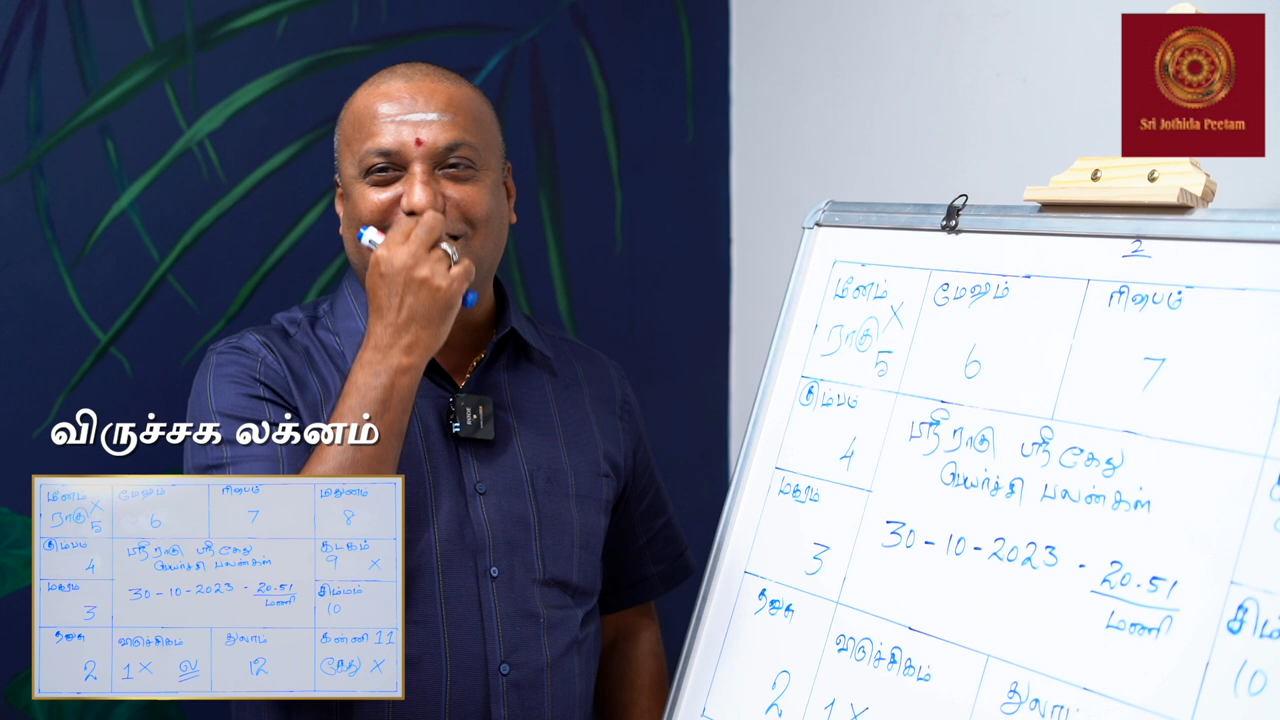 Sri Jothida Peetam
2
மீனம் X
ராகு 5
மேஷம்
6
ரிஷபம்
7
கும்பம்
4
ஸ்ரீ ராகு ஸ்ரீ கேது
பெயர்ச்சி பலன்கள்
30-10-2023 - 20.51
மணி
மகரம்
3
தனுசு
2
விருச்சிகம்
1 X
துலாம்
சிம்
10
விருச்சக லக்னம்
மீனம் X
ராகு 5
மேஷம்
6
ரிஷபம்
7
மிதுனம்
8
கும்பம்
4
ஸ்ரீ ராகு ஸ்ரீ கேது
பெயர்ச்சி பலன்கள்
30-10-2023 - 20.51
மணி
கடகம்
9 X
மகரம்
3
சிம்மம்
10
தனுசு
2
விருச்சிகம்
1 X ல
துலாம்
12
கன்னி 11
கேது X